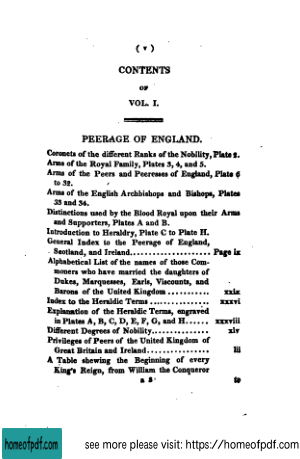 ( v )
CONTENTS
OF
VOL. I.
PEERAGE OF ENGLAND.
Coronets of the different Ranks of the Nobility, Plate 2.
Arms of the Royal Family, Plates 3, 4, and 5.
Arms of the Peers and Peeresses of England, Plate 6
to 32.
Arms of the English Archbishops and Bishops, Plates
33 and 34.
Distinctions used by the Blood Royal upon their Arms
and Supporters, Plates A and B.
Introduction to Heraldry, Plate C to Plate H.
General Index to the Peerage of England,
Scotland, and Ireland.................... Page ix
Alphabetical List of the names of those Com-
moners who have married the daughters of
Dukes, Marquesses, Earls, Viscounts, and
Barons of the United Kingdom ........... xxix
Index to the Heraldic Terms ............... xxxvi
Explanation of the Heraldic Terms, engraved
in Plates A, B, C, D, E, F, G, and H...... xxxviii
Different Degrees of Nobility.............. xlv
Privileges of Peers of the United Kingdom of
Great Britain and Ireland................ lii
A Table shewing the Beginning of every
King's Reign, from William the Conqueror
to
homeofpdf.com
see more please visit: https://homeofpdf.com